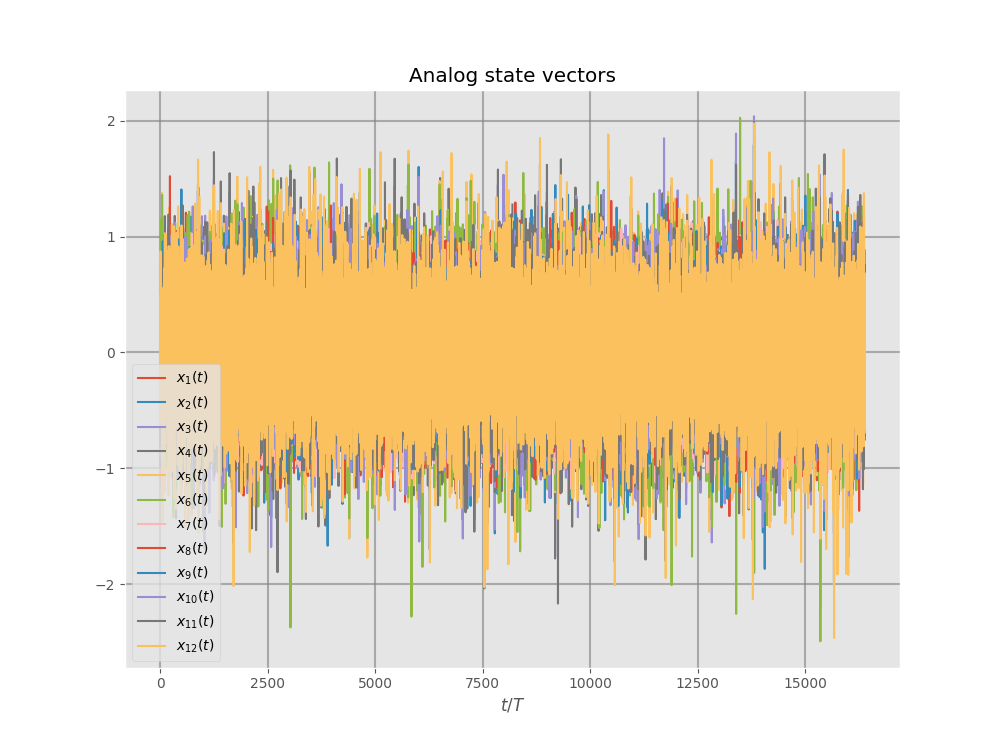 Analog state vectors
2
1
0
−1
−2
x₁(t)
x₂(t)
x₃(t)
x₄(t)
x₅(t)
x₆(t)
x₇(t)
x₈(t)
x₉(t)
x₁₀(t)
x₁₁(t)
x₁₂(t)
0 2500 5000 7500 10000 12500 15000
t/T